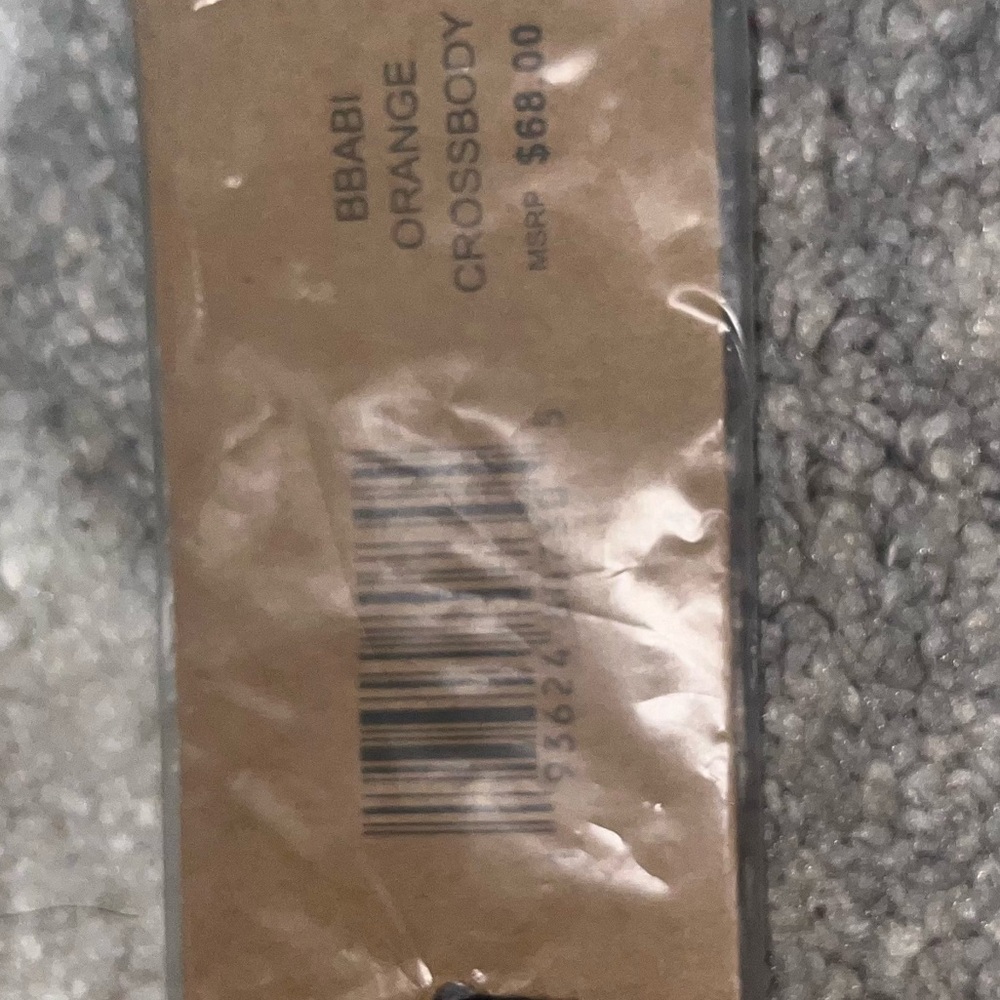 BBABI
ORANGE
CROSSBODY
MSRP $68.00